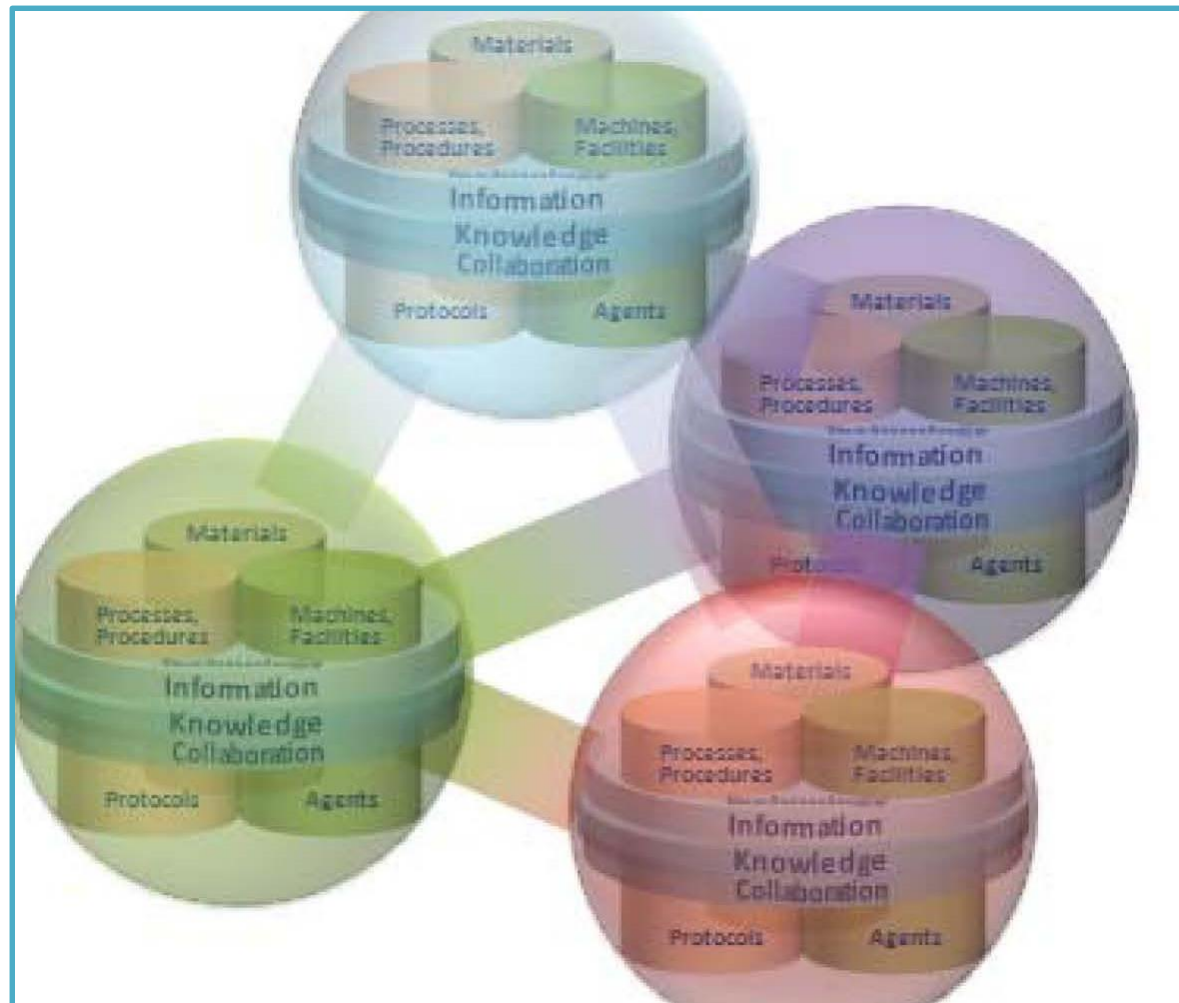 Materials
Processes,
Procedures
Machines,
Facilities
Information
Knowledge
Collaboration
Protocols
Agents
Materials
Processes,
Procedures
Machines,
Facilities
Information
Knowledge
Collaboration
Protocols
Agents
Materials
Processes,
Procedures
Machines,
Facilities
Information
Knowledge
Collaboration
Protocols
Agents
Materials
Processes,
Procedures
Machines,
Facilities
Information
Knowledge
Collaboration
Protocols
Agents